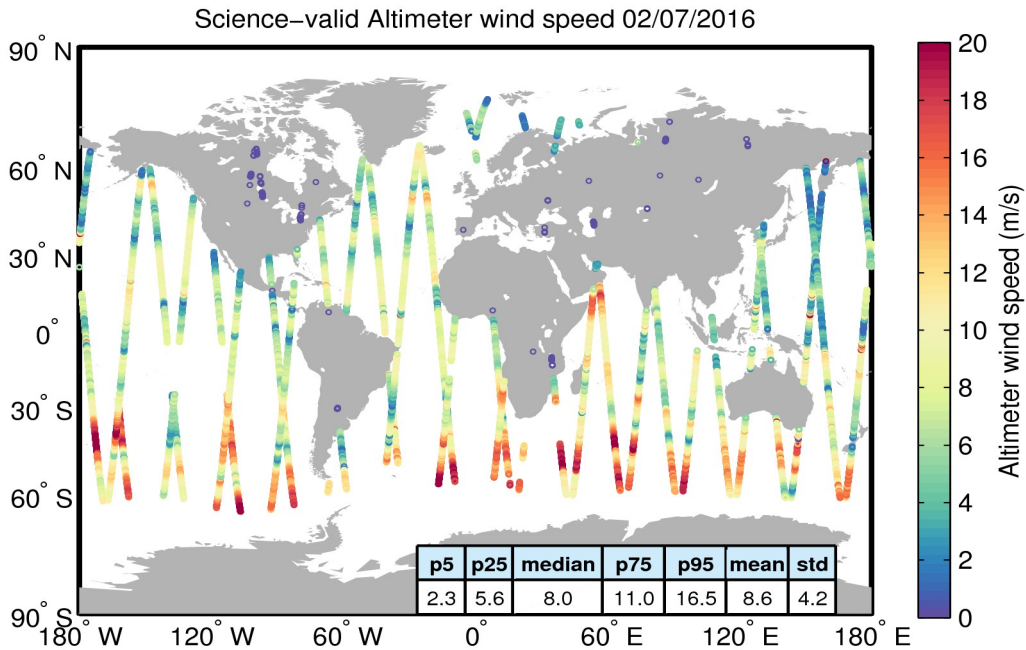 Science-valid Altimeter wind speed 02/07/2016
90° N
60° N
30° N
0°
30° S
60° S
90° S
180° W
120° W
60° W
0°
60° E
120° E
180° E
p5 p25 median p75 p95 mean std
2.3 5.6 8.0 11.0 16.5 8.6 4.2
20
18
16
14
12
10
8
6
4
2
0
Altimeter wind speed (m/s)